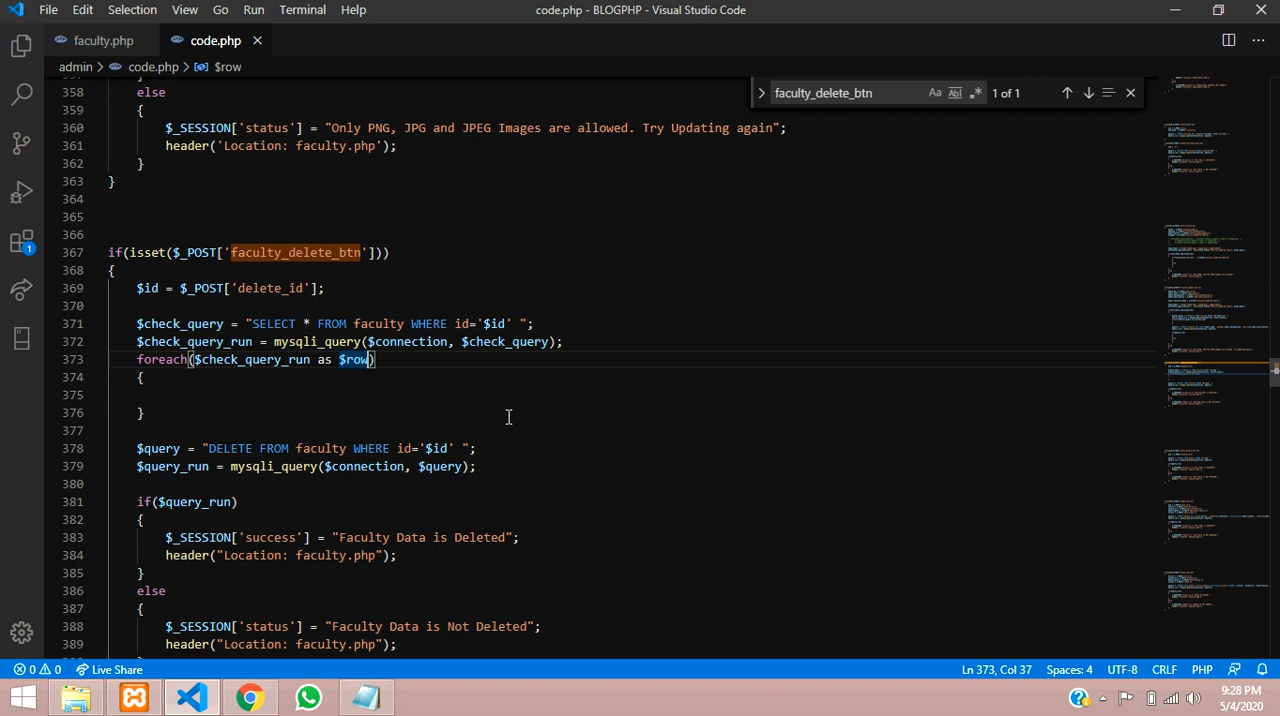 File Edit Selection View Go Run Terminal Help code.php - BLOGPHP - Visual Studio Code
faculty.php code.php
admin > code.php > $row
faculty_delete_btn Aa Abl .* 1 of 1
358 else
359 {
360 $_SESSION['status'] = "Only PNG, JPG and JPEG Images are allowed. Try Updating again";
361 header('Location: faculty.php');
362 }
363 }
364
365
366
367 if(isset($_POST['faculty_delete_btn']))
368 {
369 $id = $_POST['delete_id'];
370
371 $check_query = "SELECT * FROM faculty WHERE id='$id' ";
372 $check_query_run = mysqli_query($connection, $check_query);
373 foreach($check_query_run as $row)
374 {
375
376 }
377
378 $query = "DELETE FROM faculty WHERE id='$id' ";
379 $query_run = mysqli_query($connection, $query);
380
381 if($query_run)
382 {
383 $_SESSION['success'] = "Faculty Data is Deleted";
384 header("Location: faculty.php");
385 }
386 else
387 {
388 $_SESSION['status'] = "Faculty Data is Not Deleted";
389 header("Location: faculty.php");
0 0 Live Share Ln 373, Col 37 Spaces: 4 UTF-8 CRLF PHP
1
9:28 PM
5/4/2020